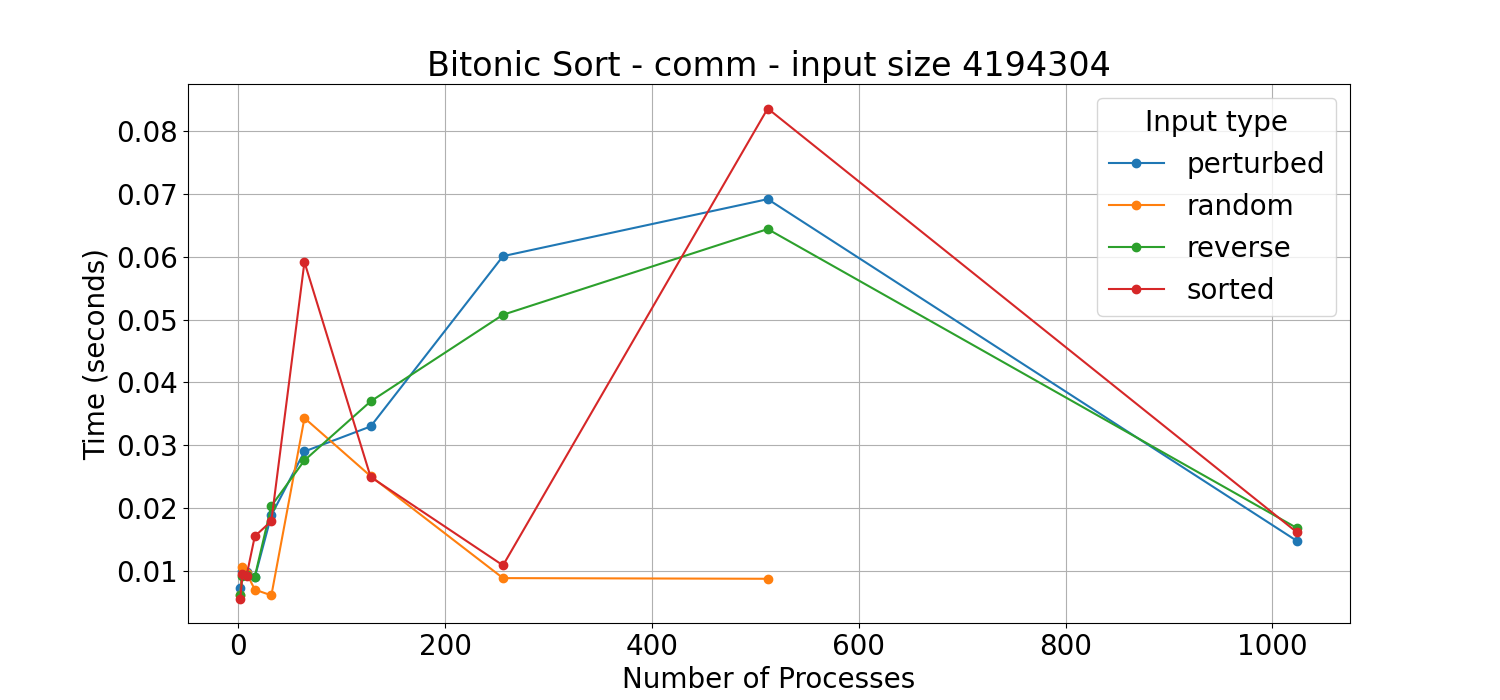 Bitonic Sort - comm - input size 4194304
Input type
perturbed
random
reverse
sorted
0.08
0.07
0.06
0.05
0.04
0.03
0.02
0.01
Time (seconds)
0 200 400 600 800 1000
Number of Processes